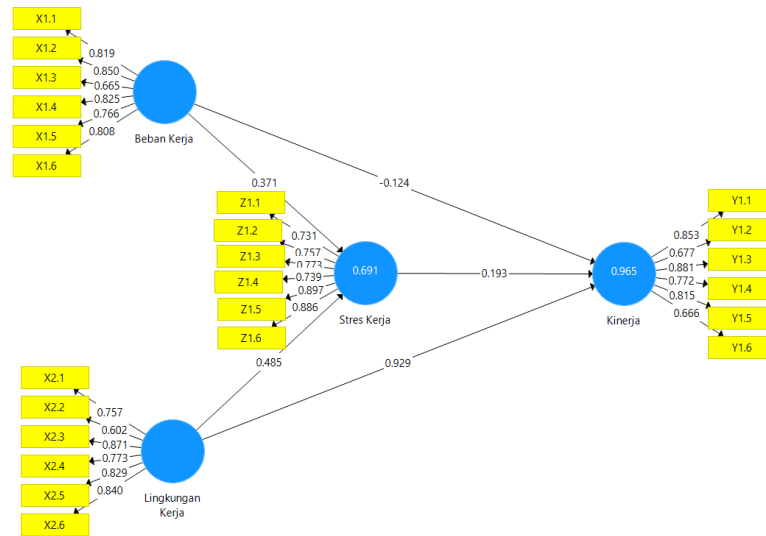 X1.1
X1.2
X1.3
X1.4
X1.5
X1.6
0.819
0.850
0.665
0.825
0.766
0.808
Beban Kerja
0.371
-0.124
Z1.1
Z1.2
Z1.3
Z1.4
Z1.5
Z1.6
0.731
0.757
0.773
0.739
0.897
0.886
0.691
Stres Kerja
0.193
0.965
Kinerja
0.853
0.677
0.881
0.772
0.815
0.666
Y1.1
Y1.2
Y1.3
Y1.4
Y1.5
Y1.6
0.485
0.929
X2.1
X2.2
X2.3
X2.4
X2.5
X2.6
0.757
0.602
0.871
0.773
0.829
0.840
Lingkungan
Kerja